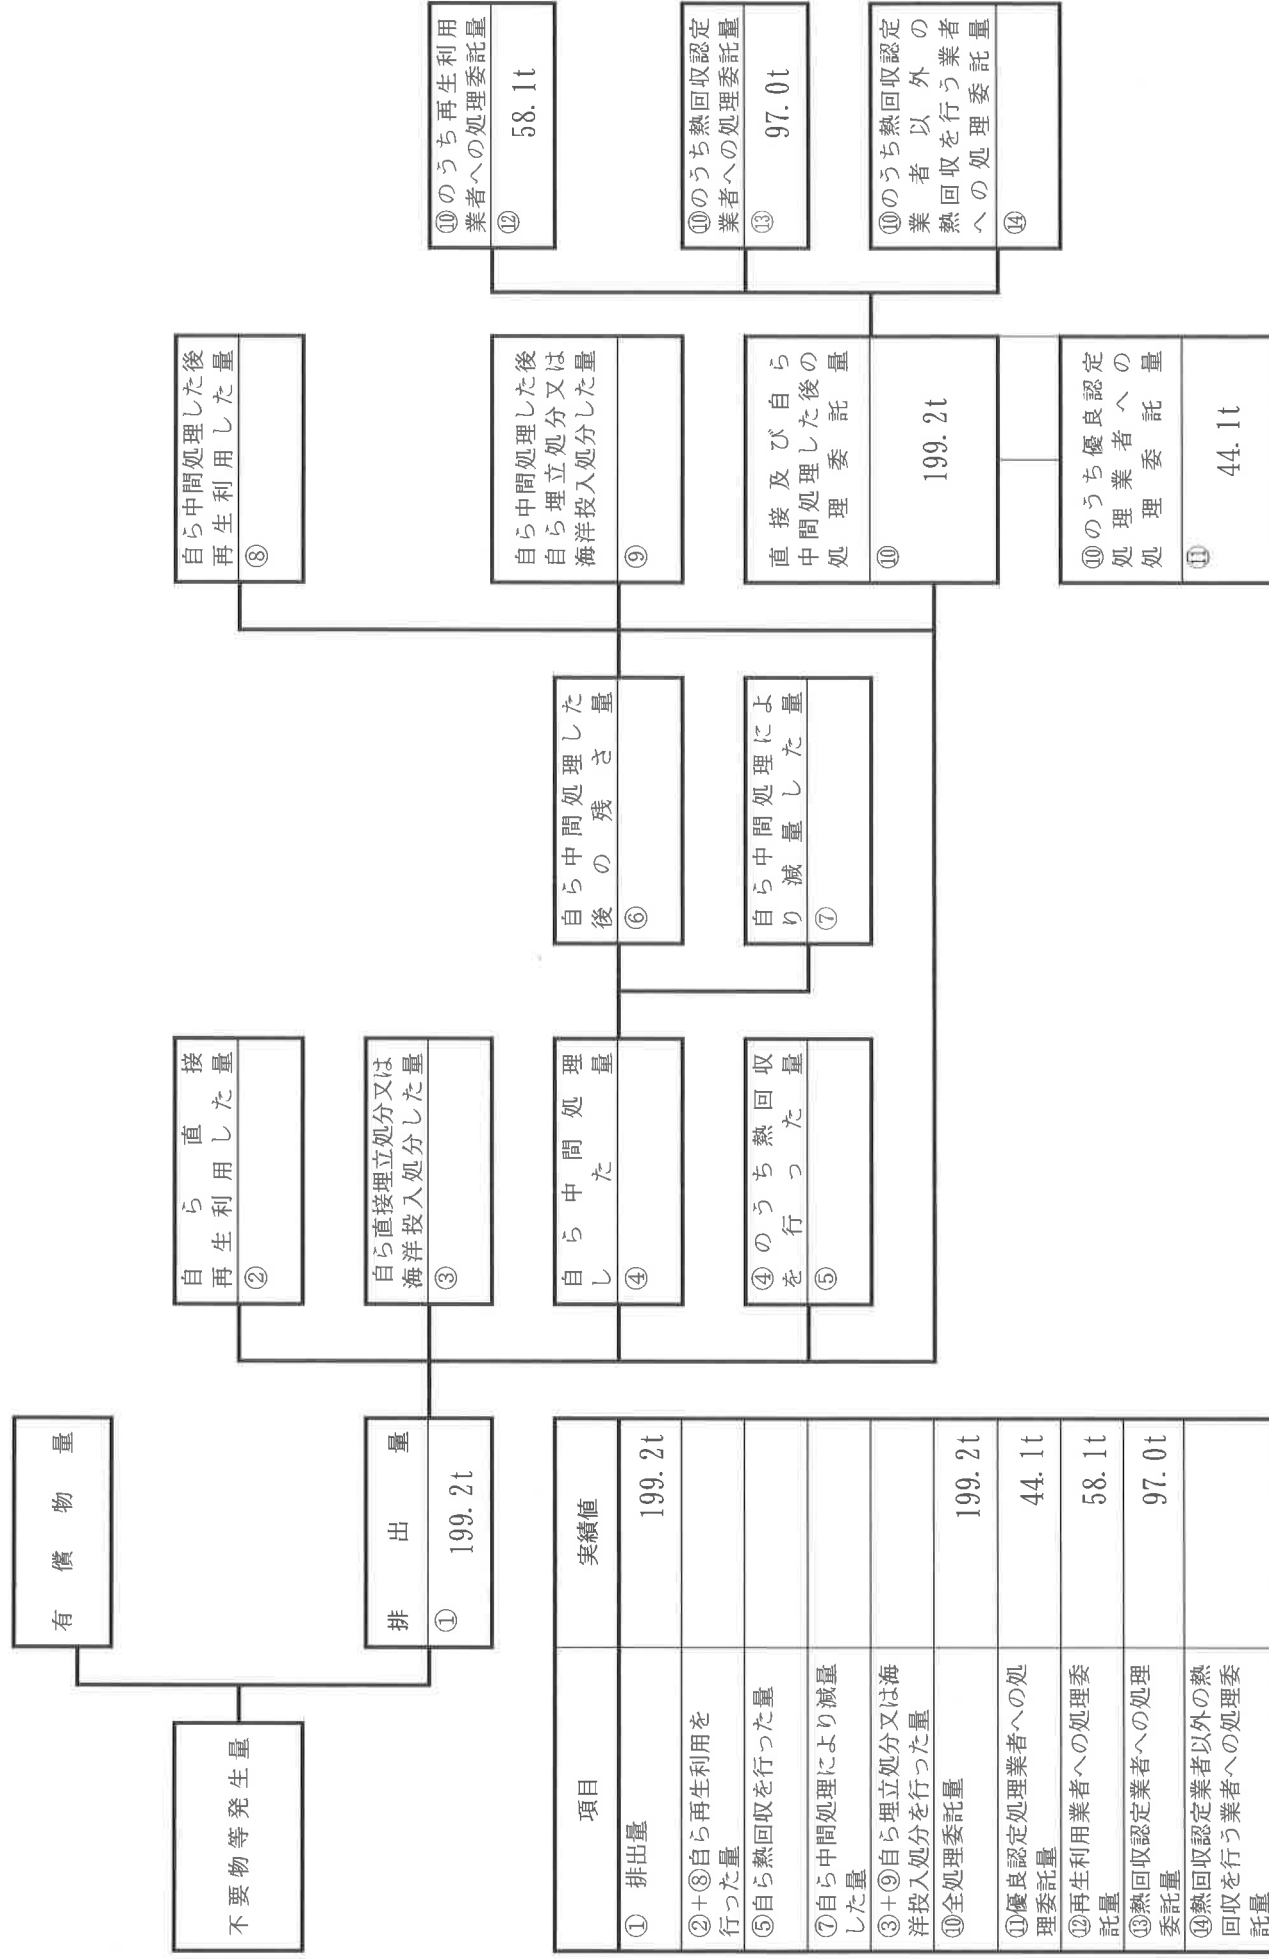 不要物等発生量
有償物量
排出量
① 199.2t
自ら直接
再生利用した量
②
自ら直接埋立処分又は
海洋投入処分した量
③
自ら中間処理
した量
④
④のうち熱回収
を行った量
⑤
自ら中間処理した
後の残さ量
⑥
自ら中間処理によ
り減量した量
⑦
自ら中間処理した後
再生利用した量
⑧
自ら中間処理した後
自ら埋立処分又は
海洋投入処分した量
⑨
直接及び自ら
中間処理した後の
処理委託量
⑩ 199.2t
⑩のうち優良認定
処理業者への
処理委託量
⑪ 44.1t
⑩のうち再生利用
業者への処理委託量
⑫ 58.1t
⑩のうち熱回収認定
業者への処理委託量
⑬ 97.0t
⑩のうち熱回収認定
業者以外の
熱回収を行う業者
への処理委託量
⑭
項目 実績値
① 排出量 199.2t
②+⑧自ら再生利用を
行った量
⑤自ら熱回収を行った量
⑦自ら中間処理により減量
した量
③+⑨自ら埋立処分又は海
洋投入処分を行った量
⑩全処理委託量 199.2t
⑪優良認定処理業者への処
理委託量 44.1t
⑫再生利用業者への処理委
託量 58.1t
⑬熱回収認定業者への処理
委託量 97.0t
⑭熱回収認定業者以外の熱
回収を行う業者への処理委
託量